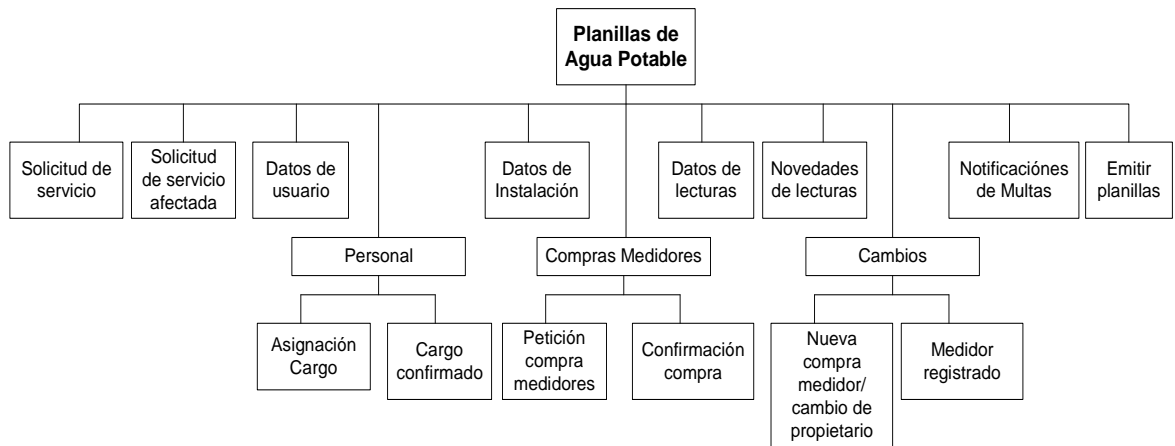 Planillas de
Agua Potable
Solicitud de
servicio
Solicitud
de servicio
afectada
Datos de
usuario
Datos de
Instalación
Datos de
lecturas
Novedades
de lecturas
Notificaciónes
de Multas
Emitir
planillas
Personal
Compras Medidores
Cambios
Asignación
Cargo
Cargo
confirmado
Petición
compra
medidores
Confirmación
compra
Nueva
compra
medidor/
cambio de
propietario
Medidor
registrado